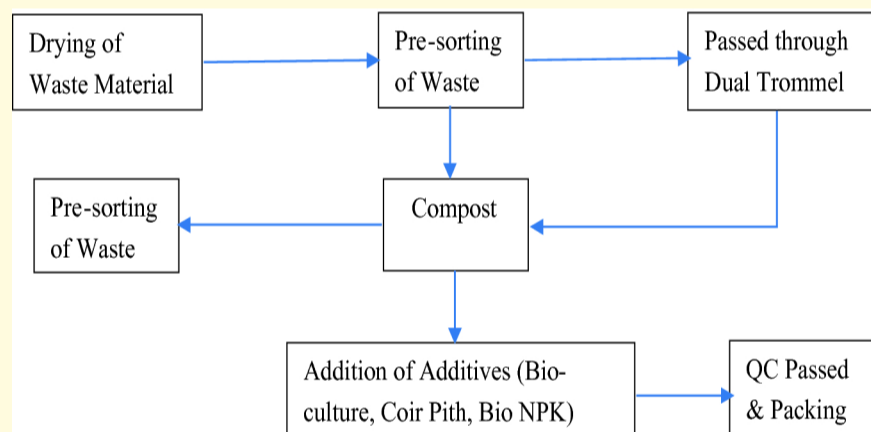 Drying of
Waste Material
Pre-sorting
of Waste
Passed through
Dual Trommel
Pre-sorting
of Waste
Compost
Addition of Additives (Bio-
culture, Coir Pith, Bio NPK)
QC Passed
& Packing